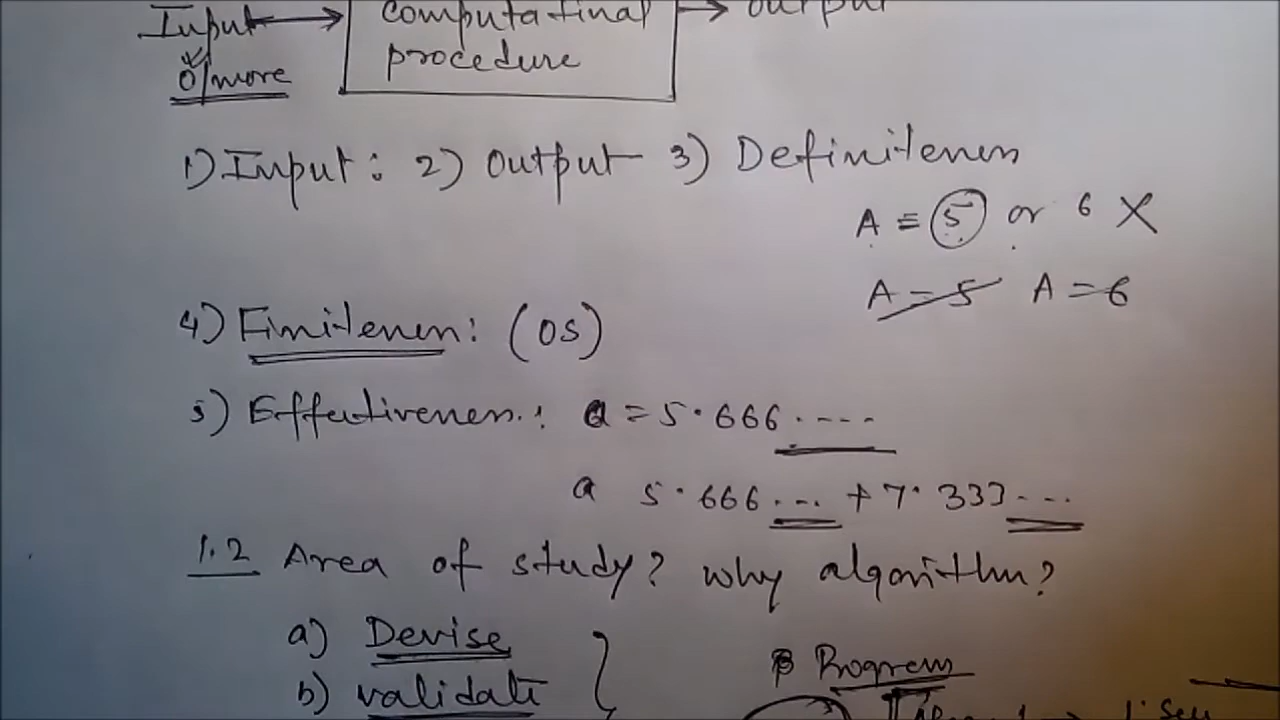 Input → computational → output
0/more procedure
1) Input: 2) Output 3) Definiteness
A = 5 or 6 X
A = 5 A = 6
4) Finiteness: (OS)
5) Effectiveness: a = 5.666.....
a 5.666... + 7.333...
1.2 Area of study? why algorithm?
a) Devise
b) validate
Program